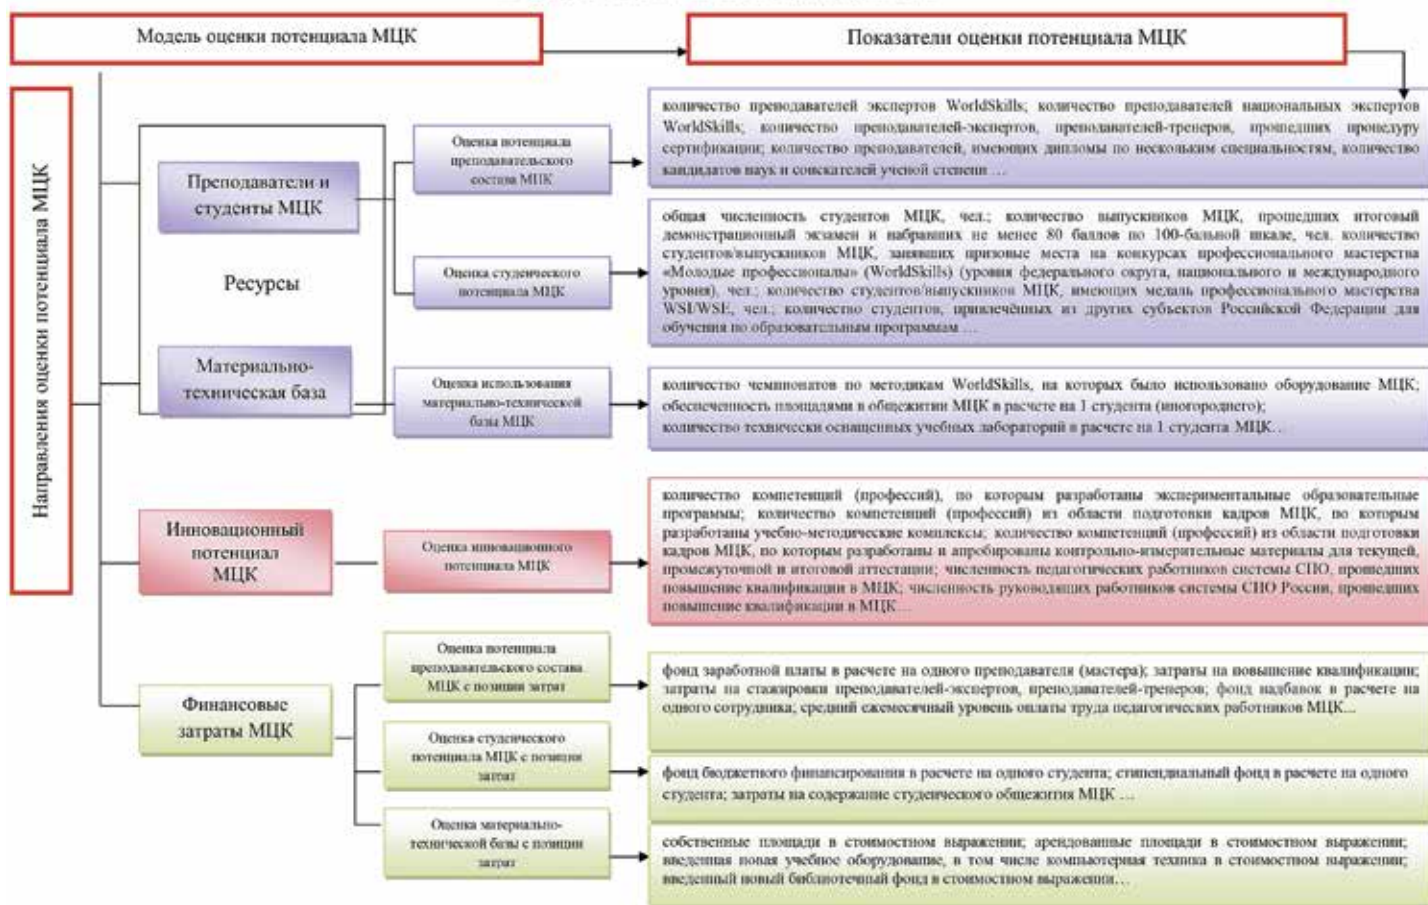 Модель оценки потенциала МЦК
Показатели оценки потенциала МЦК
Направления оценки потенциала МЦК
Преподаватели и
студенты МЦК
Ресурсы
Материально-
техническая база
Оценка потенциала
преподавательского
состава МЦК
количество преподавателей экспертов WorldSkills; количество преподавателей национальных экспертов
WorldSkills; количество преподавателей-экспертов, преподавателей-тренеров, прошедших процедуру
сертификации; количество преподавателей, имеющих дипломы по нескольким специальностям, количество
кандидатов наук и соискателей ученой степени …
Оценка студенческого
потенциала МЦК
общая численность студентов МЦК, чел.; количество выпускников МЦК, прошедших итоговый
демонстрационный экзамен и набравших не менее 80 баллов по 100-бальной шкале, чел. количество
студентов/выпускников МЦК, занявших призовые места на конкурсах профессионального мастерства
«Молодые профессионалы» (WorldSkills) (уровня федерального округа, национального и международного
уровня), чел.; количество студентов/выпускников МЦК, имеющих медаль профессионального мастерства
WSI/WSE, чел.; количество студентов, привлечённых из других субъектов Российской Федерации для
обучения по образовательным программам …
Оценка использования
материально-технической
базы МЦК
количество чемпионатов по методикам WorldSkills, на которых было использовано оборудование МЦК;
обеспеченность площадями в общежитии МЦК в расчете на 1 студента (иногороднего);
количество технически оснащенных учебных лабораторий в расчете на 1 студента МЦК…
Инновационный
потенциал
МЦК
Оценка инновационного
потенциала МЦК
количество компетенций (профессий), по которым разработаны экспериментальные образовательные
программы; количество компетенций (профессий) из области подготовки кадров МЦК, по которым
разработаны учебно-методические комплексы; количество компетенций (профессий) из области подготовки
кадров МЦК, по которым разработаны и апробированы контрольно-измерительные материалы для текущей,
промежуточной и итоговой аттестации; численность педагогических работников системы СПО, прошедших
повышение квалификации в МЦК; численность руководящих работников системы СПО России, прошедших
повышение квалификации в МЦК…
Финансовые
затраты МЦК
Оценка потенциала
преподавательского состава
МЦК с позиции затрат
фонд заработной платы в расчете на одного преподавателя (мастера); затраты на повышение квалификации;
затраты на стажировки преподавателей-экспертов, преподавателей-тренеров; фонд надбавок в расчете на
одного сотрудника; средний ежемесячный уровень оплаты труда педагогических работников МЦК…
Оценка студенческого
потенциала МЦК с позиции
затрат
фонд бюджетного финансирования в расчете на одного студента; стипендиальный фонд в расчете на одного
студента; затраты на содержание студенческого общежития МЦК …
Оценка материально-
технической базы с позиции
затрат
собственные площади в стоимостном выражении; арендованные площади в стоимостном выражении;
введенная новая учебное оборудование, в том числе компьютерная техника в стоимостном выражении;
введенный новый библиотечный фонд в стоимостном выражении…